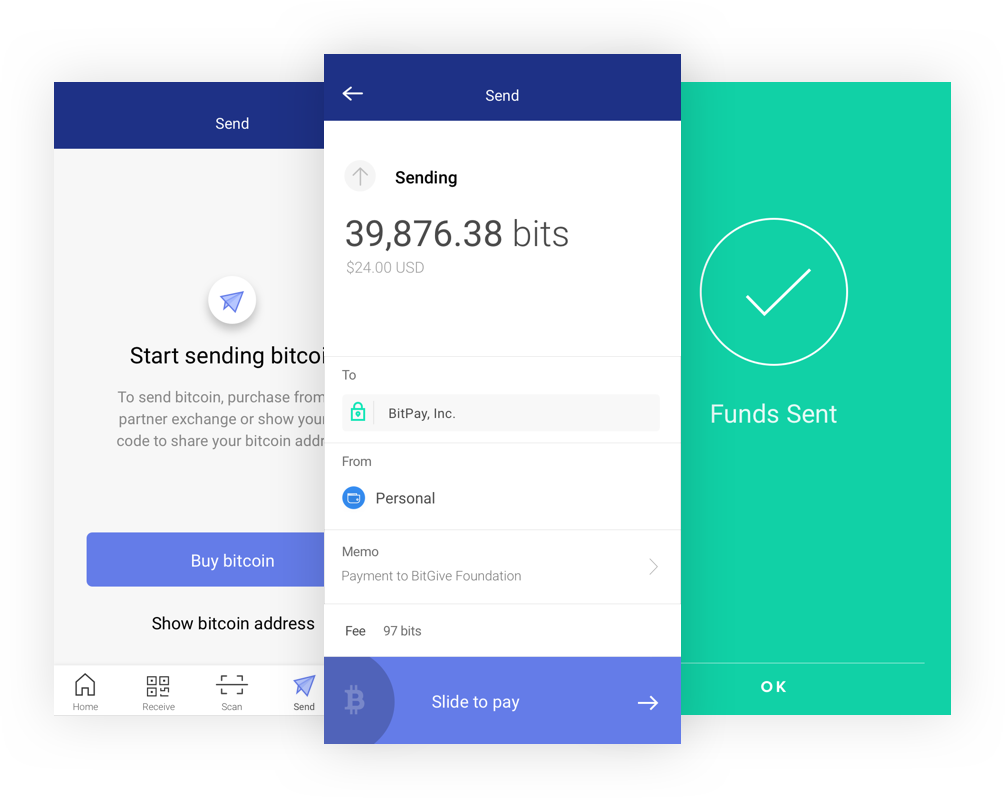 Send
Start sending bitcoi
To send bitcoin, purchase from
partner exchange or show your
code to share your bitcoin addr
Buy bitcoin
Show bitcoin address
Home
Receive
Scan
Send
Send
Sending
39,876.38 bits
$24.00 USD
To
BitPay, Inc.
From
Personal
Memo
Payment to BitGive Foundation
Fee 97 bits
Slide to pay
Funds Sent
OK